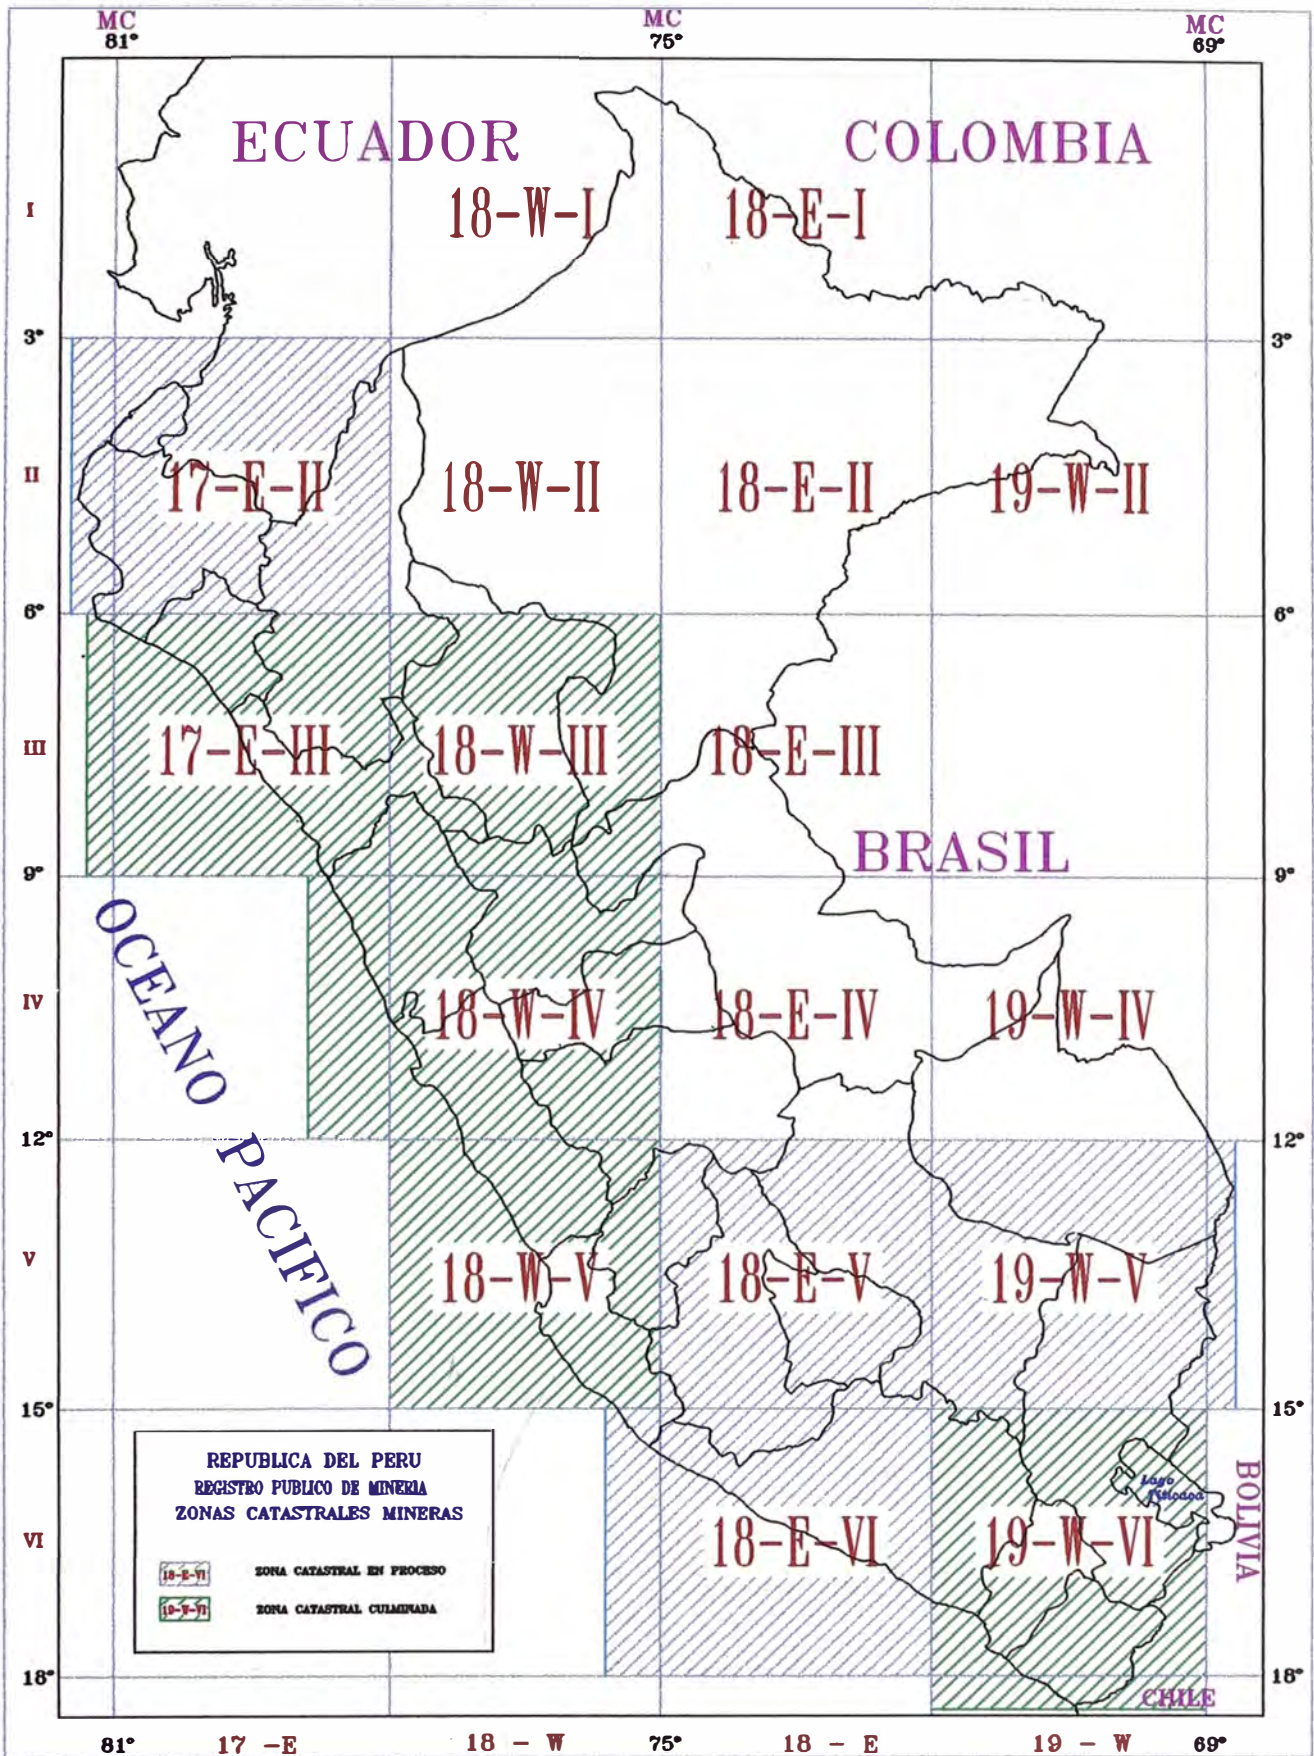 MC MC MC
81° 75° 69°
ECUADOR COLOMBIA
I 18-W-I 18-E-I
3° 3°
II 17-E-II 18-W-II 18-E-II 19-W-II
6° 6°
III 17-E-III 18-W-III 18-E-III
BRASIL
9° 9°
OCEANO PACIFICO
IV 18-W-IV 18-E-IV 19-W-IV
12° 12°
V 18-W-V 18-E-V 19-W-V
15° 15°
REPUBLICA DEL PERU
REGISTRO PUBLICO DE MINERIA
ZONAS CATASTRALES MINERAS
18-E-VI ZONA CATASTRAL EN PROCESO
19-W-VI ZONA CATASTRAL CULMINADA
Lago
Titicaca
BOLIVIA
VI 18-E-VI 19-W-VI
18° 18°
CHILE
81° 17 -E 18 - W 75° 18 - E 19 - W 69°